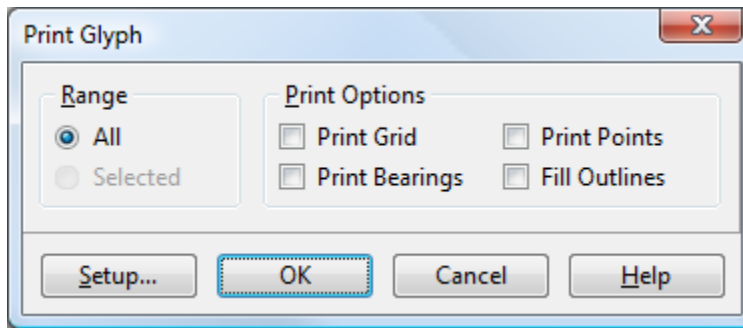 Print Glyph
Range
All
Selected
Print Options
Print Grid
Print Points
Print Bearings
Fill Outlines
Setup...
OK
Cancel
Help